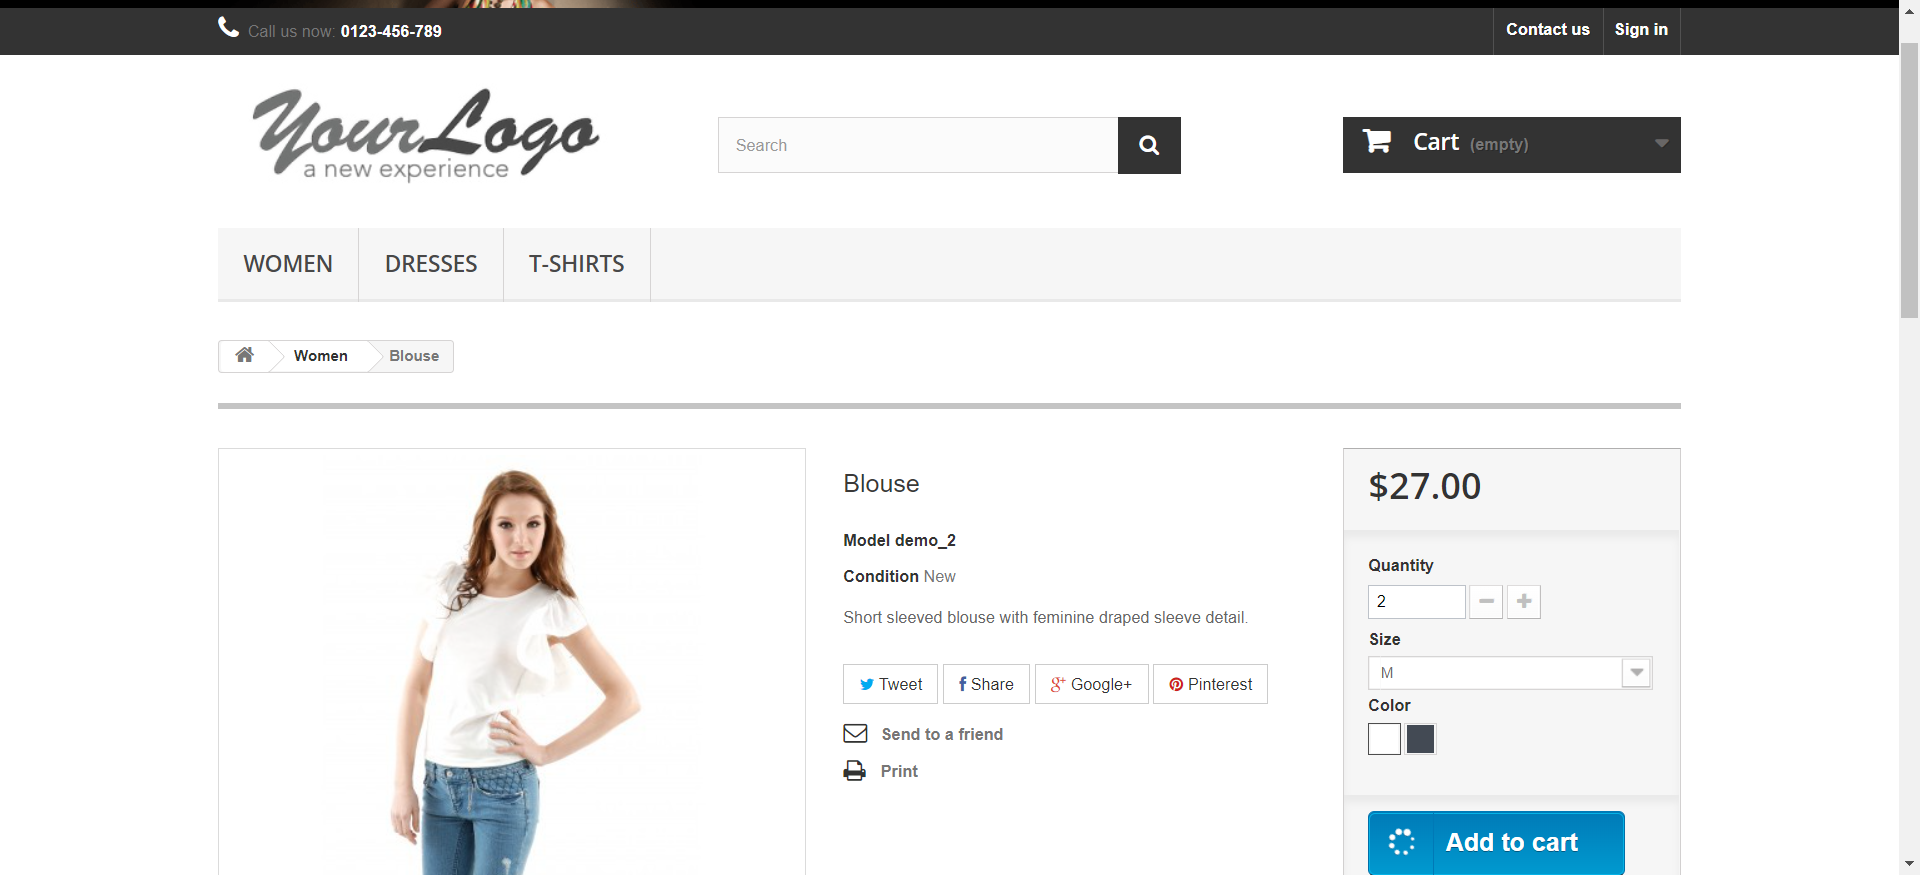 Call us now: 0123-456-789
Contact us
Sign in
YourLogo
a new experience
Search
Cart (empty)
WOMEN
DRESSES
T-SHIRTS
Women
Blouse
Blouse
Model demo_2
Condition New
Short sleeved blouse with feminine draped sleeve detail.
Tweet
Share
Google+
Pinterest
Send to a friend
Print
$27.00
Quantity
2
Size
M
Color
Add to cart